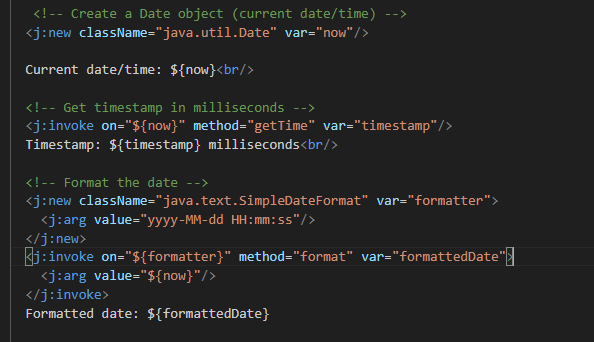 <!-- Create a Date object (current date/time) -->
<j:new className="java.util.Date" var="now"/>
Current date/time: ${now}<br/>
<!-- Get timestamp in milliseconds -->
<j:invoke on="${now}" method="getTime" var="timestamp"/>
Timestamp: ${timestamp} milliseconds<br/>
<!-- Format the date -->
<j:new className="java.text.SimpleDateFormat" var="formatter">
<j:arg value="yyyy-MM-dd HH:mm:ss"/>
</j:new>
<j:invoke on="${formatter}" method="format" var="formattedDate">
<j:arg value="${now}"/>
</j:invoke>
Formatted date: ${formattedDate}